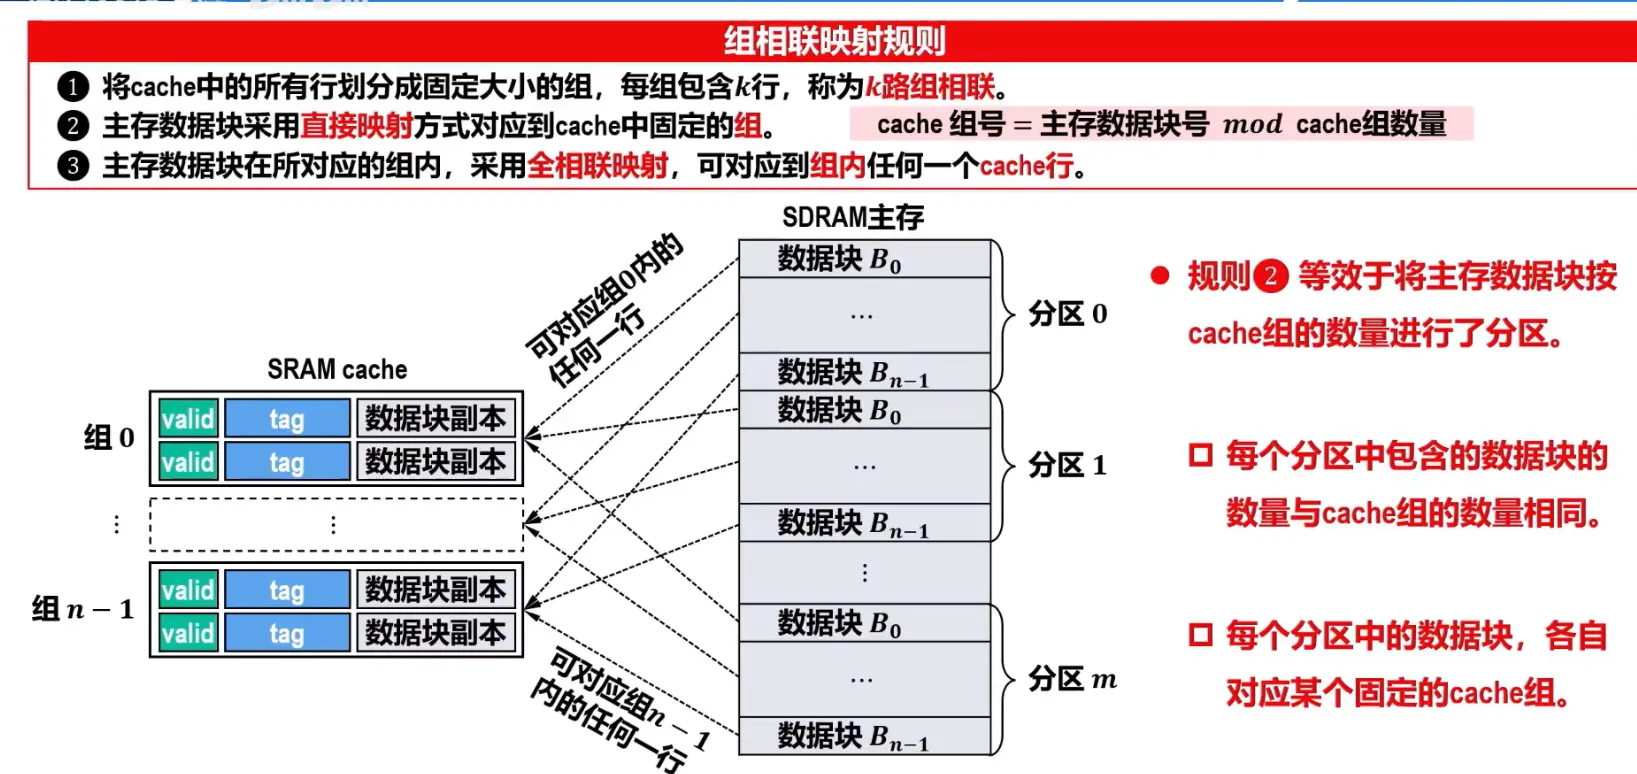 组相联映射规则
❶ 将cache中的所有行划分成固定大小的组，每组包含k行，称为k路组相联。
❷ 主存数据块采用直接映射方式对应到cache中固定的组。 cache 组号 = 主存数据块号 mod cache组数量
❸ 主存数据块在所对应的组内，采用全相联映射，可对应到组内任何一个cache行。
SDRAM主存
可对应组0内的
任何一行
数据块 B₀
…
数据块 Bₙ₋₁
分区 0
数据块 B₀
…
数据块 Bₙ₋₁
分区 1
⋮
数据块 B₀
…
数据块 Bₙ₋₁
分区 m
SRAM cache
组 0
valid tag 数据块副本
valid tag 数据块副本
⋮ ⋮
组 n − 1
valid tag 数据块副本
valid tag 数据块副本
可对应组n − 1
内的任何一行
● 规则❷ 等效于将主存数据块按
cache组的数量进行了分区。
□ 每个分区中包含的数据块的
数量与cache组的数量相同。
□ 每个分区中的数据块，各自
对应某个固定的cache组。